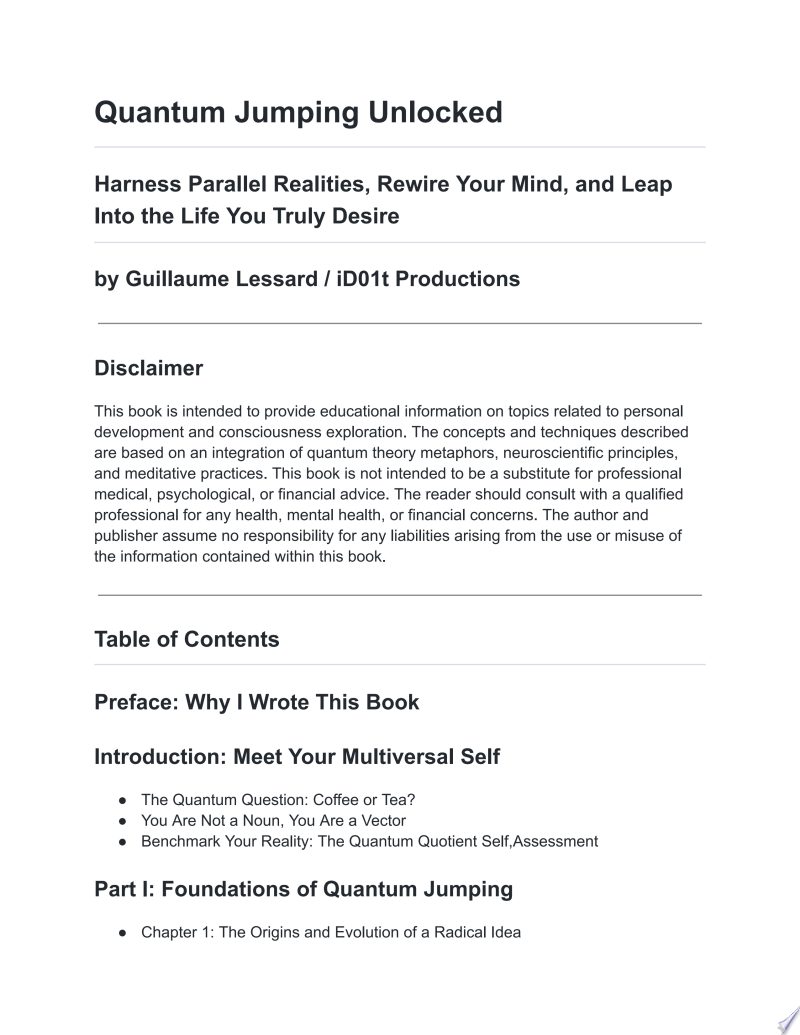 Quantum Jumping Unlocked
Harness Parallel Realities, Rewire Your Mind, and Leap
Into the Life You Truly Desire
by Guillaume Lessard / iD01t Productions
Disclaimer
This book is intended to provide educational information on topics related to personal
development and consciousness exploration. The concepts and techniques described
are based on an integration of quantum theory metaphors, neuroscientific principles,
and meditative practices. This book is not intended to be a substitute for professional
medical, psychological, or financial advice. The reader should consult with a qualified
professional for any health, mental health, or financial concerns. The author and
publisher assume no responsibility for any liabilities arising from the use or misuse of
the information contained within this book.
Table of Contents
Preface: Why I Wrote This Book
Introduction: Meet Your Multiversal Self
● The Quantum Question: Coffee or Tea?
● You Are Not a Noun, You Are a Vector
● Benchmark Your Reality: The Quantum Quotient Self,Assessment
Part I: Foundations of Quantum Jumping
● Chapter 1: The Origins and Evolution of a Radical Idea